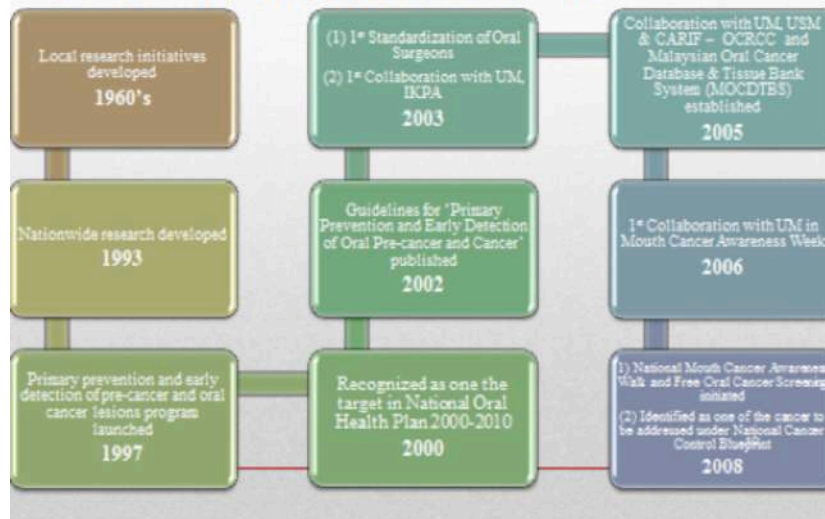 Local research initiatives
developed
1960's
Nationwide research developed
1993
Primary prevention and early
detection of pre-cancer and oral
cancer lesions program
launched
1997
Recognized as one the
target in National Oral
Health Plan 2000-2010
2000
Guidelines for 'Primary
Prevention and Early Detection
of Oral Pre-cancer and Cancer'
published
2002
(1) 1st Standardization of Oral
Surgeons
(2) 1st Collaboration with UM,
IKPA
2003
Collaboration with UM, USM
& CARIF – OCRCC and
Malaysian Oral Cancer
Database & Tissue Bank
System (MOCDTBS)
established
2005
1st Collaboration with UM in
Mouth Cancer Awareness Week
2006
1) National Mouth Cancer Awareness
Walk and Free Oral Cancer Screening
initiated
(2) Identified as one of the cancer to
be addressed under National Cancer
Control Blueprint
2008